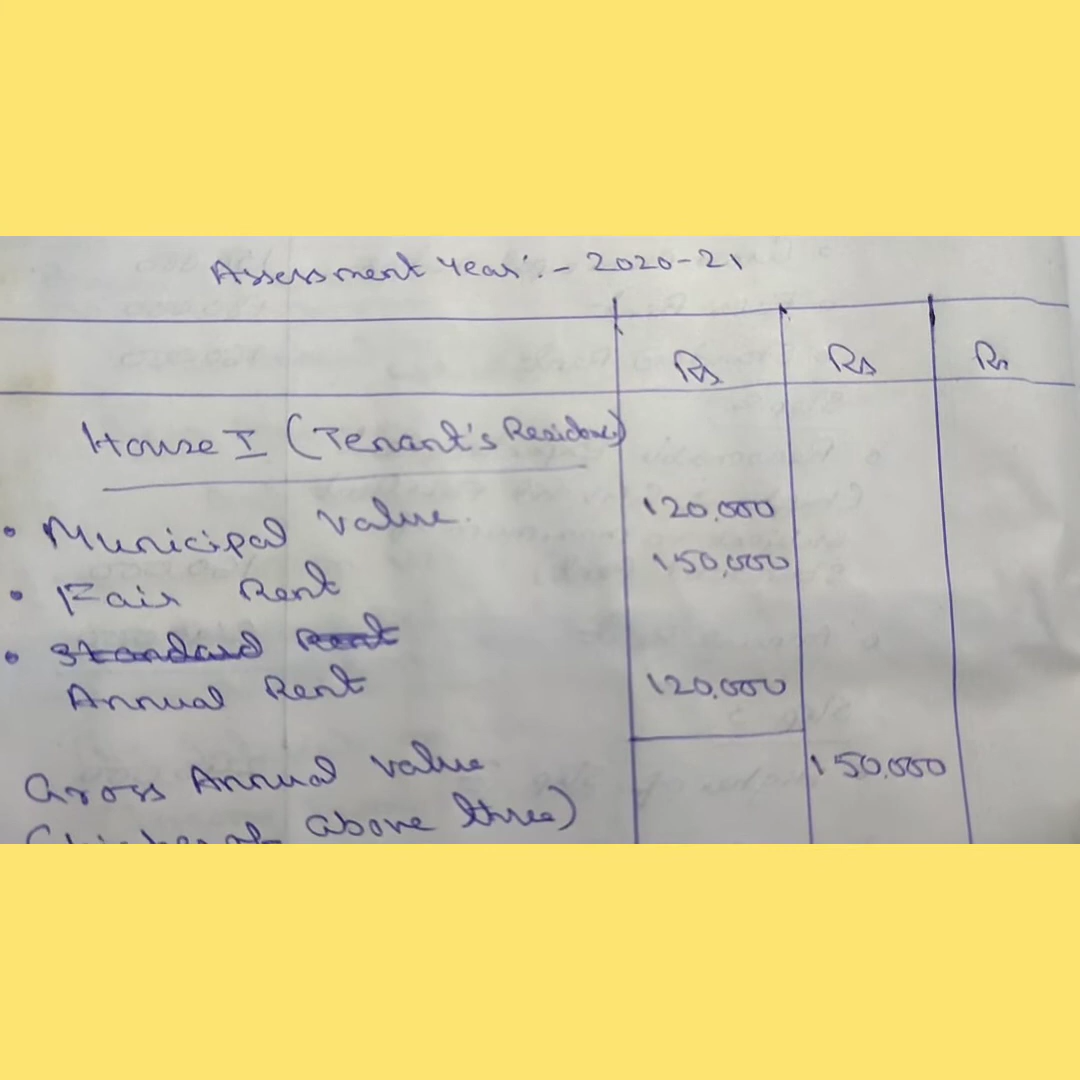 Assessment Year :- 2020-21
Rs Rs Rs
House I (Tenant's Residence)
• Municipal Value 120,000
• Fair Rent 150,000
• Standard Rent
Annual Rent 120,000
Gross Annual Value 150,000
above three)